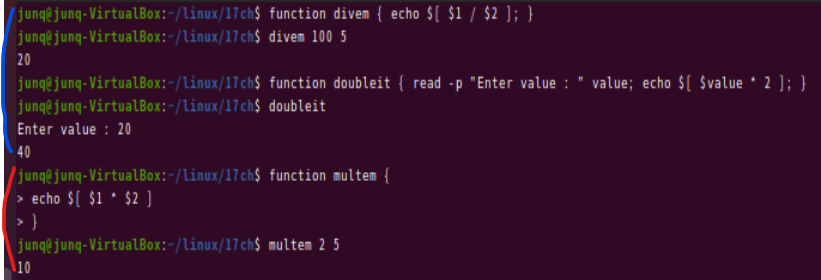 junq@junq-VirtualBox:~/linux/17ch$ function divem { echo $[ $1 / $2 ]; }
junq@junq-VirtualBox:~/linux/17ch$ divem 100 5
20
junq@junq-VirtualBox:~/linux/17ch$ function doubleit { read -p "Enter value : " value; echo $[ $value * 2 ]; }
junq@junq-VirtualBox:~/linux/17ch$ doubleit
Enter value : 20
40
junq@junq-VirtualBox:~/linux/17ch$ function multem {
> echo $[ $1 * $2 ]
> }
junq@junq-VirtualBox:~/linux/17ch$ multem 2 5
10